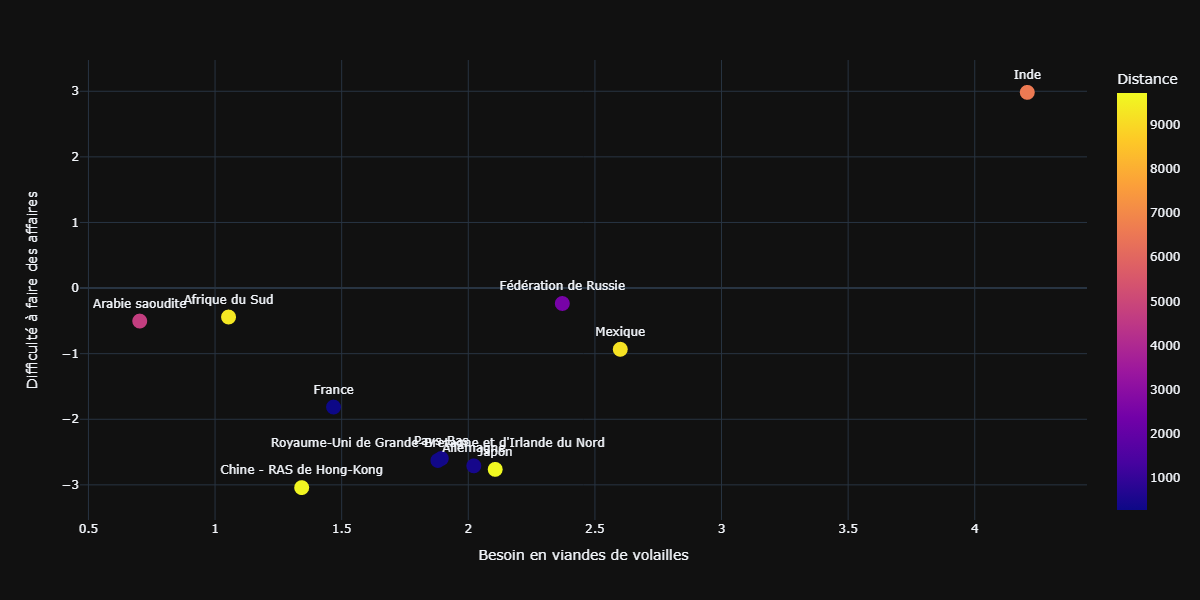 Inde
Distance
3
9000
8000
2
7000
1
6000
0
Fédération de Russie
Arabie saoudite
Afrique du Sud
5000
Mexique
−1
4000
France
3000
−2
2000
Pays-Bas
Royaume-Uni de Grande-Bretagne et d'Irlande du Nord
Allemagne
Japon
Chine - RAS de Hong-Kong
1000
−3
0.5
1
1.5
2
2.5
3
3.5
4
Besoin en viandes de volailles
Difficulté à faire des affaires